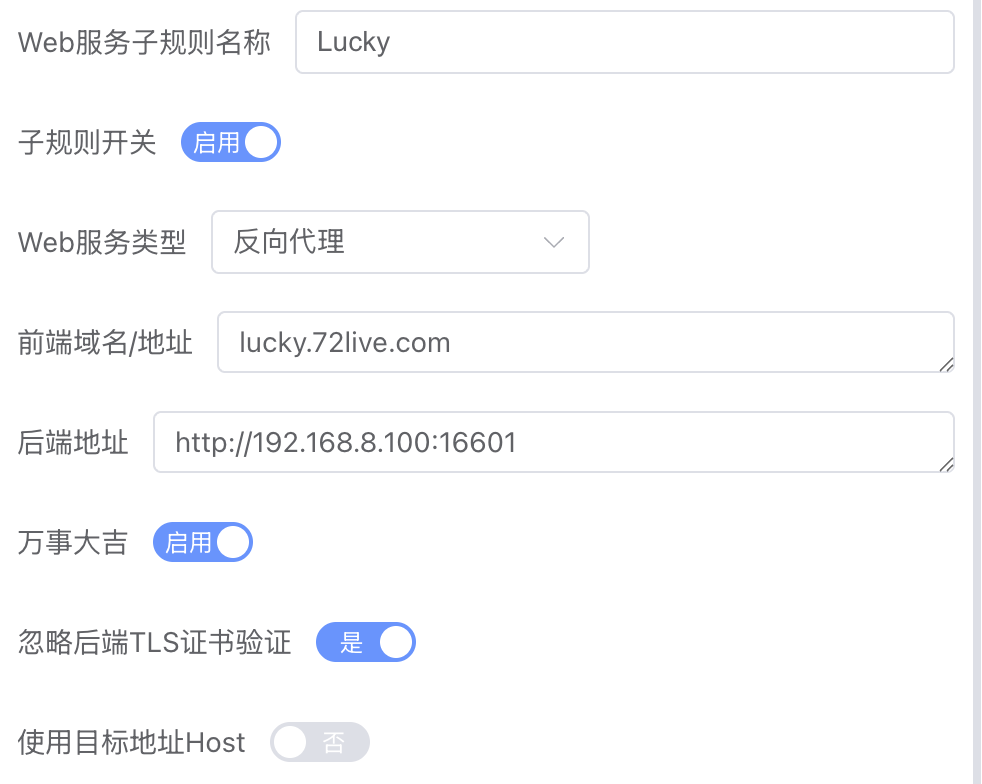 Web服务子规则名称 Lucky
子规则开关 启用
Web服务类型 反向代理
前端域名/地址 lucky.72live.com
后端地址 http://192.168.8.100:16601
万事大吉 启用
忽略后端TLS证书验证 是
使用目标地址Host 否